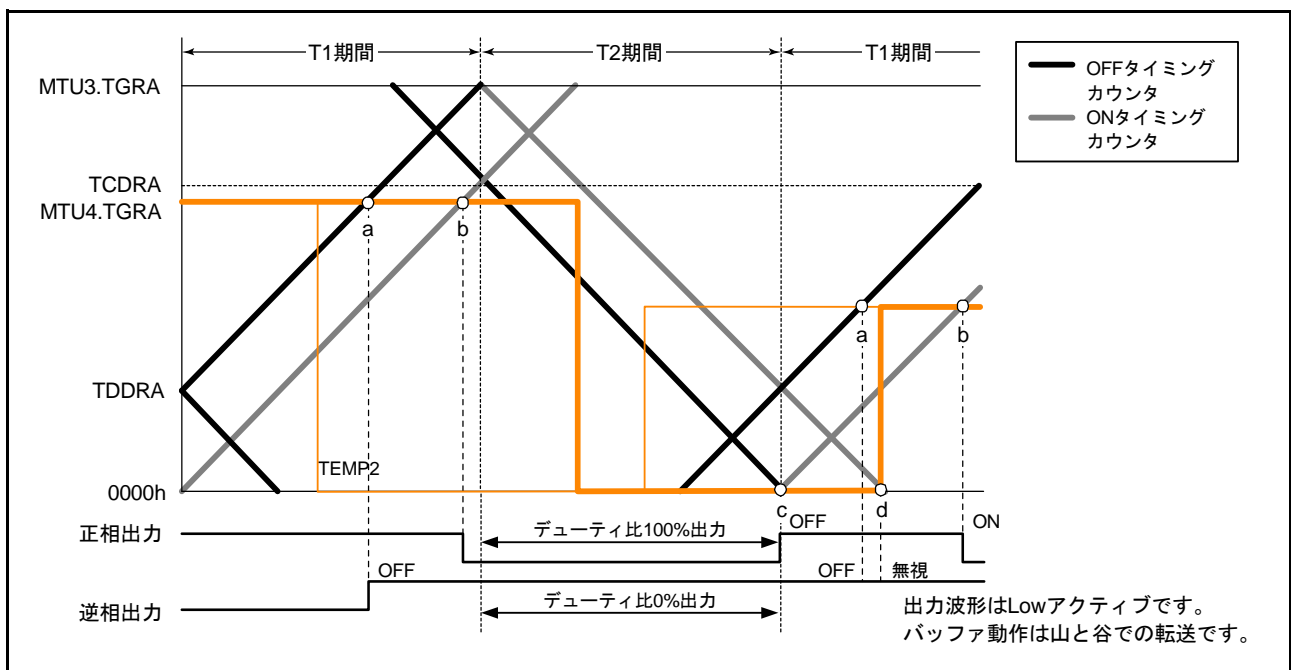 T1期間
T2期間
T1期間
OFFタイミング
カウンタ
ONタイミング
カウンタ
MTU3.TGRA
TCDRA
MTU4.TGRA
a
b
a
b
TDDRA
TEMP2
0000h
c
d
正相出力
デューティ比100%出力
OFF
ON
OFF
OFF
無視
逆相出力
デューティ比0%出力
出力波形はLowアクティブです。
バッファ動作は山と谷での転送です。